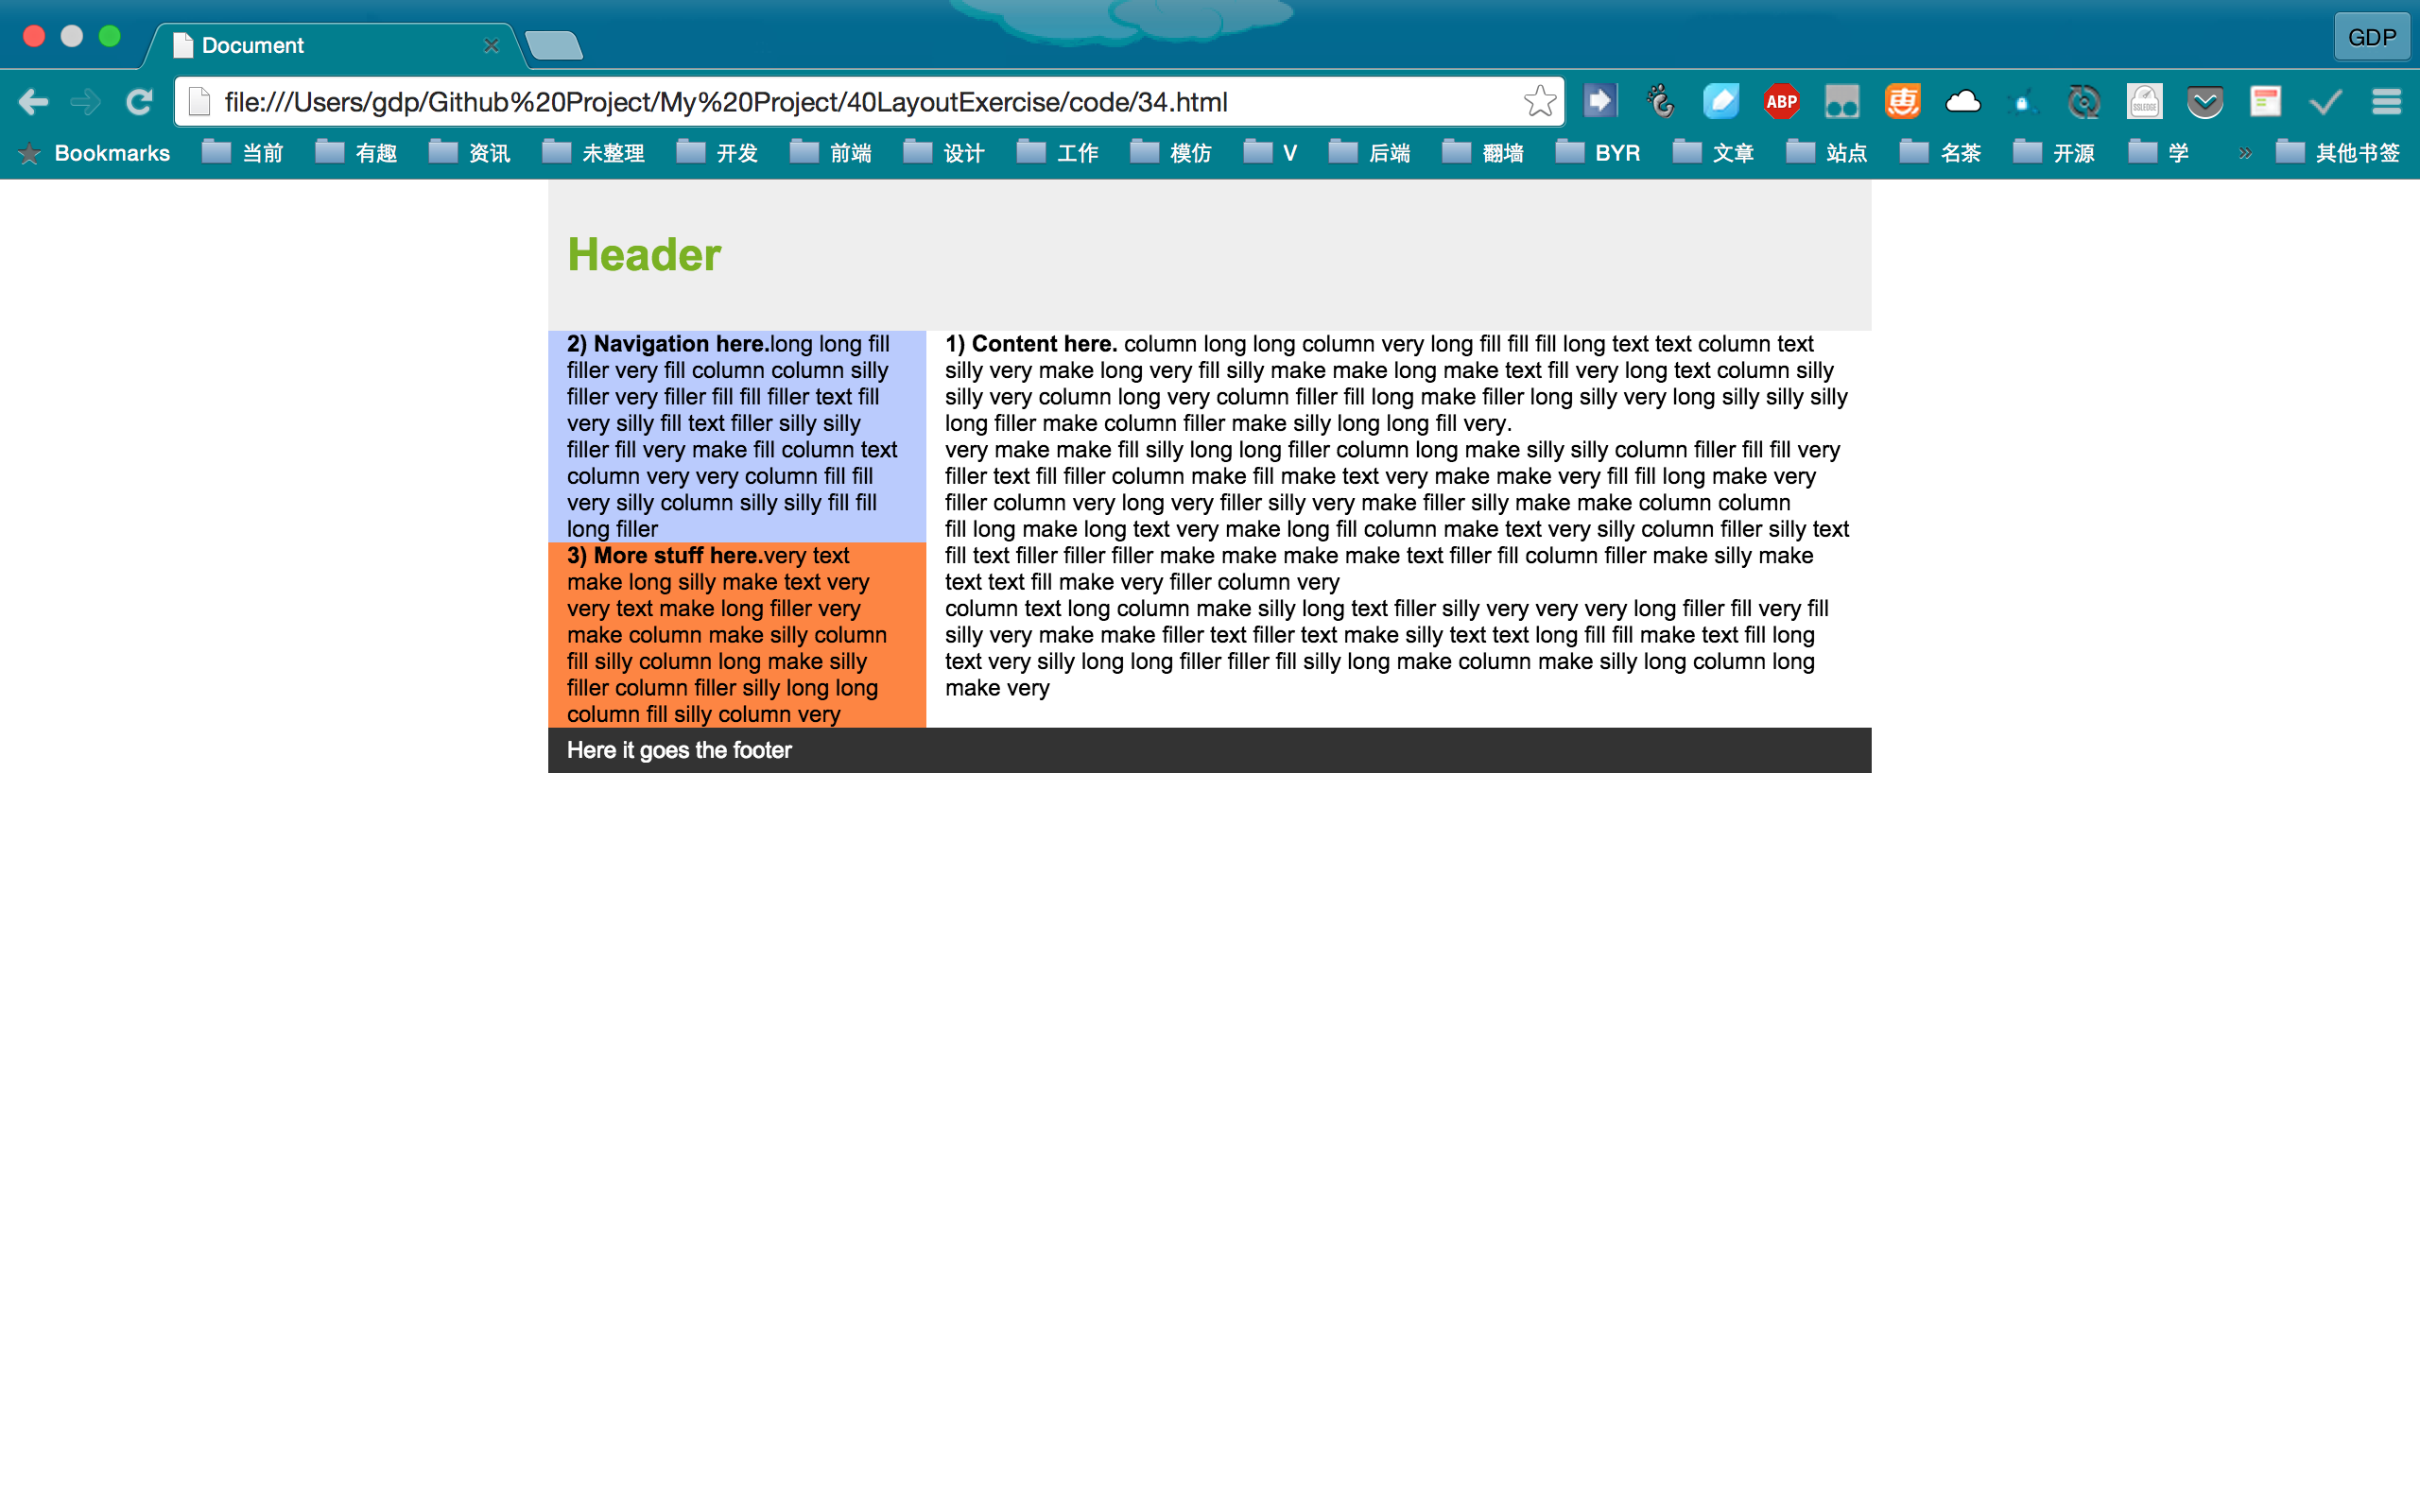 Document
GDP
file:///Users/gdp/Github%20Project/My%20Project/40LayoutExercise/code/34.html
ABP
SSLEDGE
Bookmarks 当前 有趣 资讯 未整理 开发 前端 设计 工作 模仿 V 后端 翻墙 BYR 文章 站点 名茶 开源 学 » 其他书签
Header
2) Navigation here.long long fill
filler very fill column column silly
filler very filler fill fill filler text fill
very silly fill text filler silly silly
filler fill very make fill column text
column very very column fill fill
very silly column silly silly fill fill
long filler
3) More stuff here.very text
make long silly make text very
very text make long filler very
make column make silly column
fill silly column long make silly
filler column filler silly long long
column fill silly column very
1) Content here. column long long column very long fill fill fill long text text column text
silly very make long very fill silly make make long make text fill very long text column silly
silly very column long very column filler fill long make filler long silly very long silly silly silly
long filler make column filler make silly long long fill very.
very make make fill silly long long filler column long make silly silly column filler fill fill very
filler text fill filler column make fill make text very make make very fill fill long make very
filler column very long very filler silly very make filler silly make make column column
fill long make long text very make long fill column make text very silly column filler silly text
fill text filler filler filler make make make make text filler fill column filler make silly make
text text fill make very filler column very
column text long column make silly long text filler silly very very very long filler fill very fill
silly very make make filler text filler text make silly text text long fill fill make text fill long
text very silly long long filler filler fill silly long make column make silly long column long
make very
Here it goes the footer